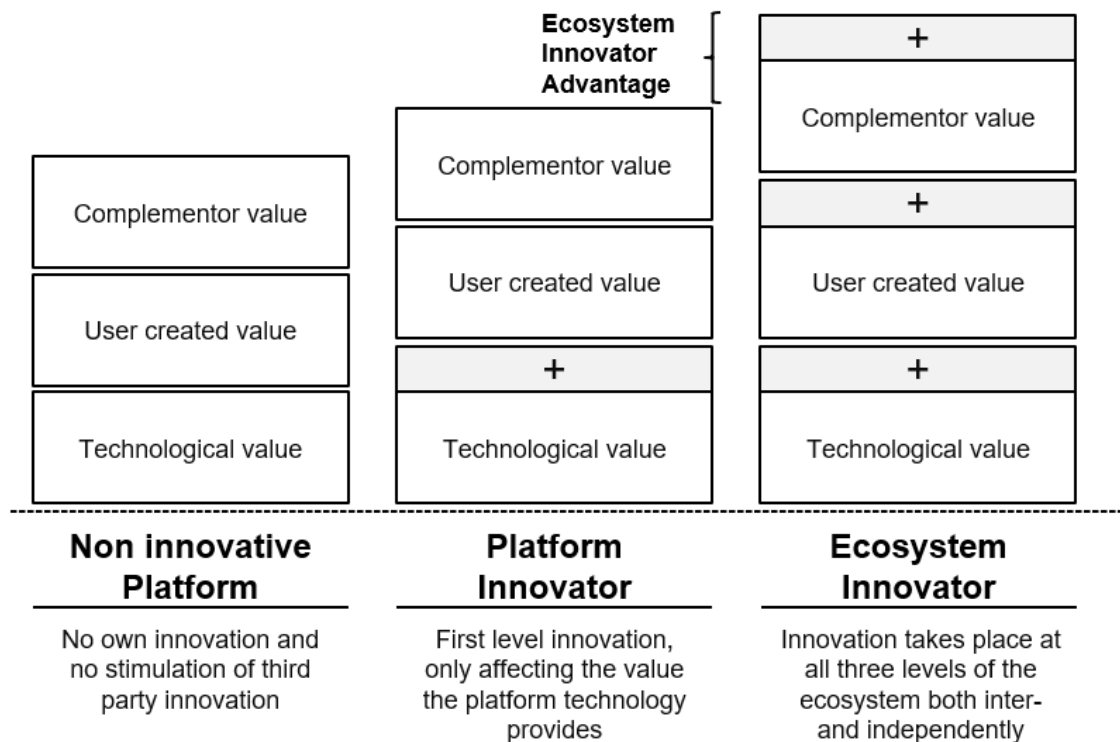 Ecosystem
Innovator
Advantage
Complementor value
User created value
Technological value
Complementor value
User created value
+
Technological value
+
Complementor value
+
User created value
+
Technological value
Non innovative
Platform
No own innovation and
no stimulation of third
party innovation
Platform
Innovator
First level innovation,
only affecting the value
the platform technology
provides
Ecosystem
Innovator
Innovation takes place at
all three levels of the
ecosystem both inter-
and independently